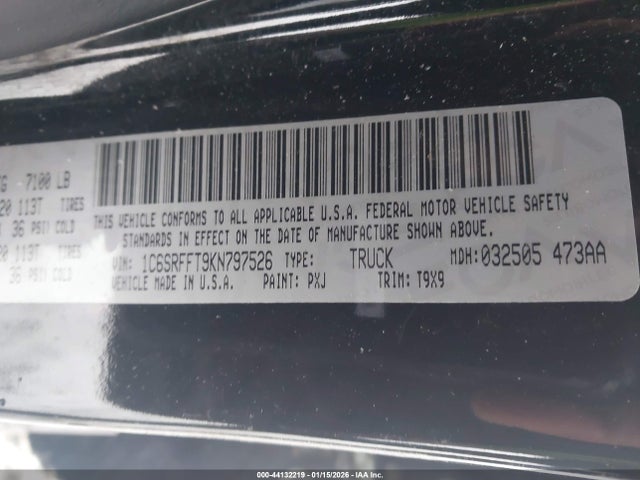 7100 LB
20 113T TIRES
36 PSI COLD
20 113T TIRES
36 PSI COLD
THIS VEHICLE CONFORMS TO ALL APPLICABLE U.S.A. FEDERAL MOTOR VEHICLE SAFETY
STANDARDS IN EFFECT ON THE DATE OF MANUFACTURE SHOWN ABOVE.
VIN: 1C6SRFFT9KN797526 TYPE: TRUCK MDH: 032505 473AA
VEHICLE MADE IN U.S.A. PAINT: PXJ TRIM: T9X9
000-44132219 - 01/15/2026 - IAA Inc.